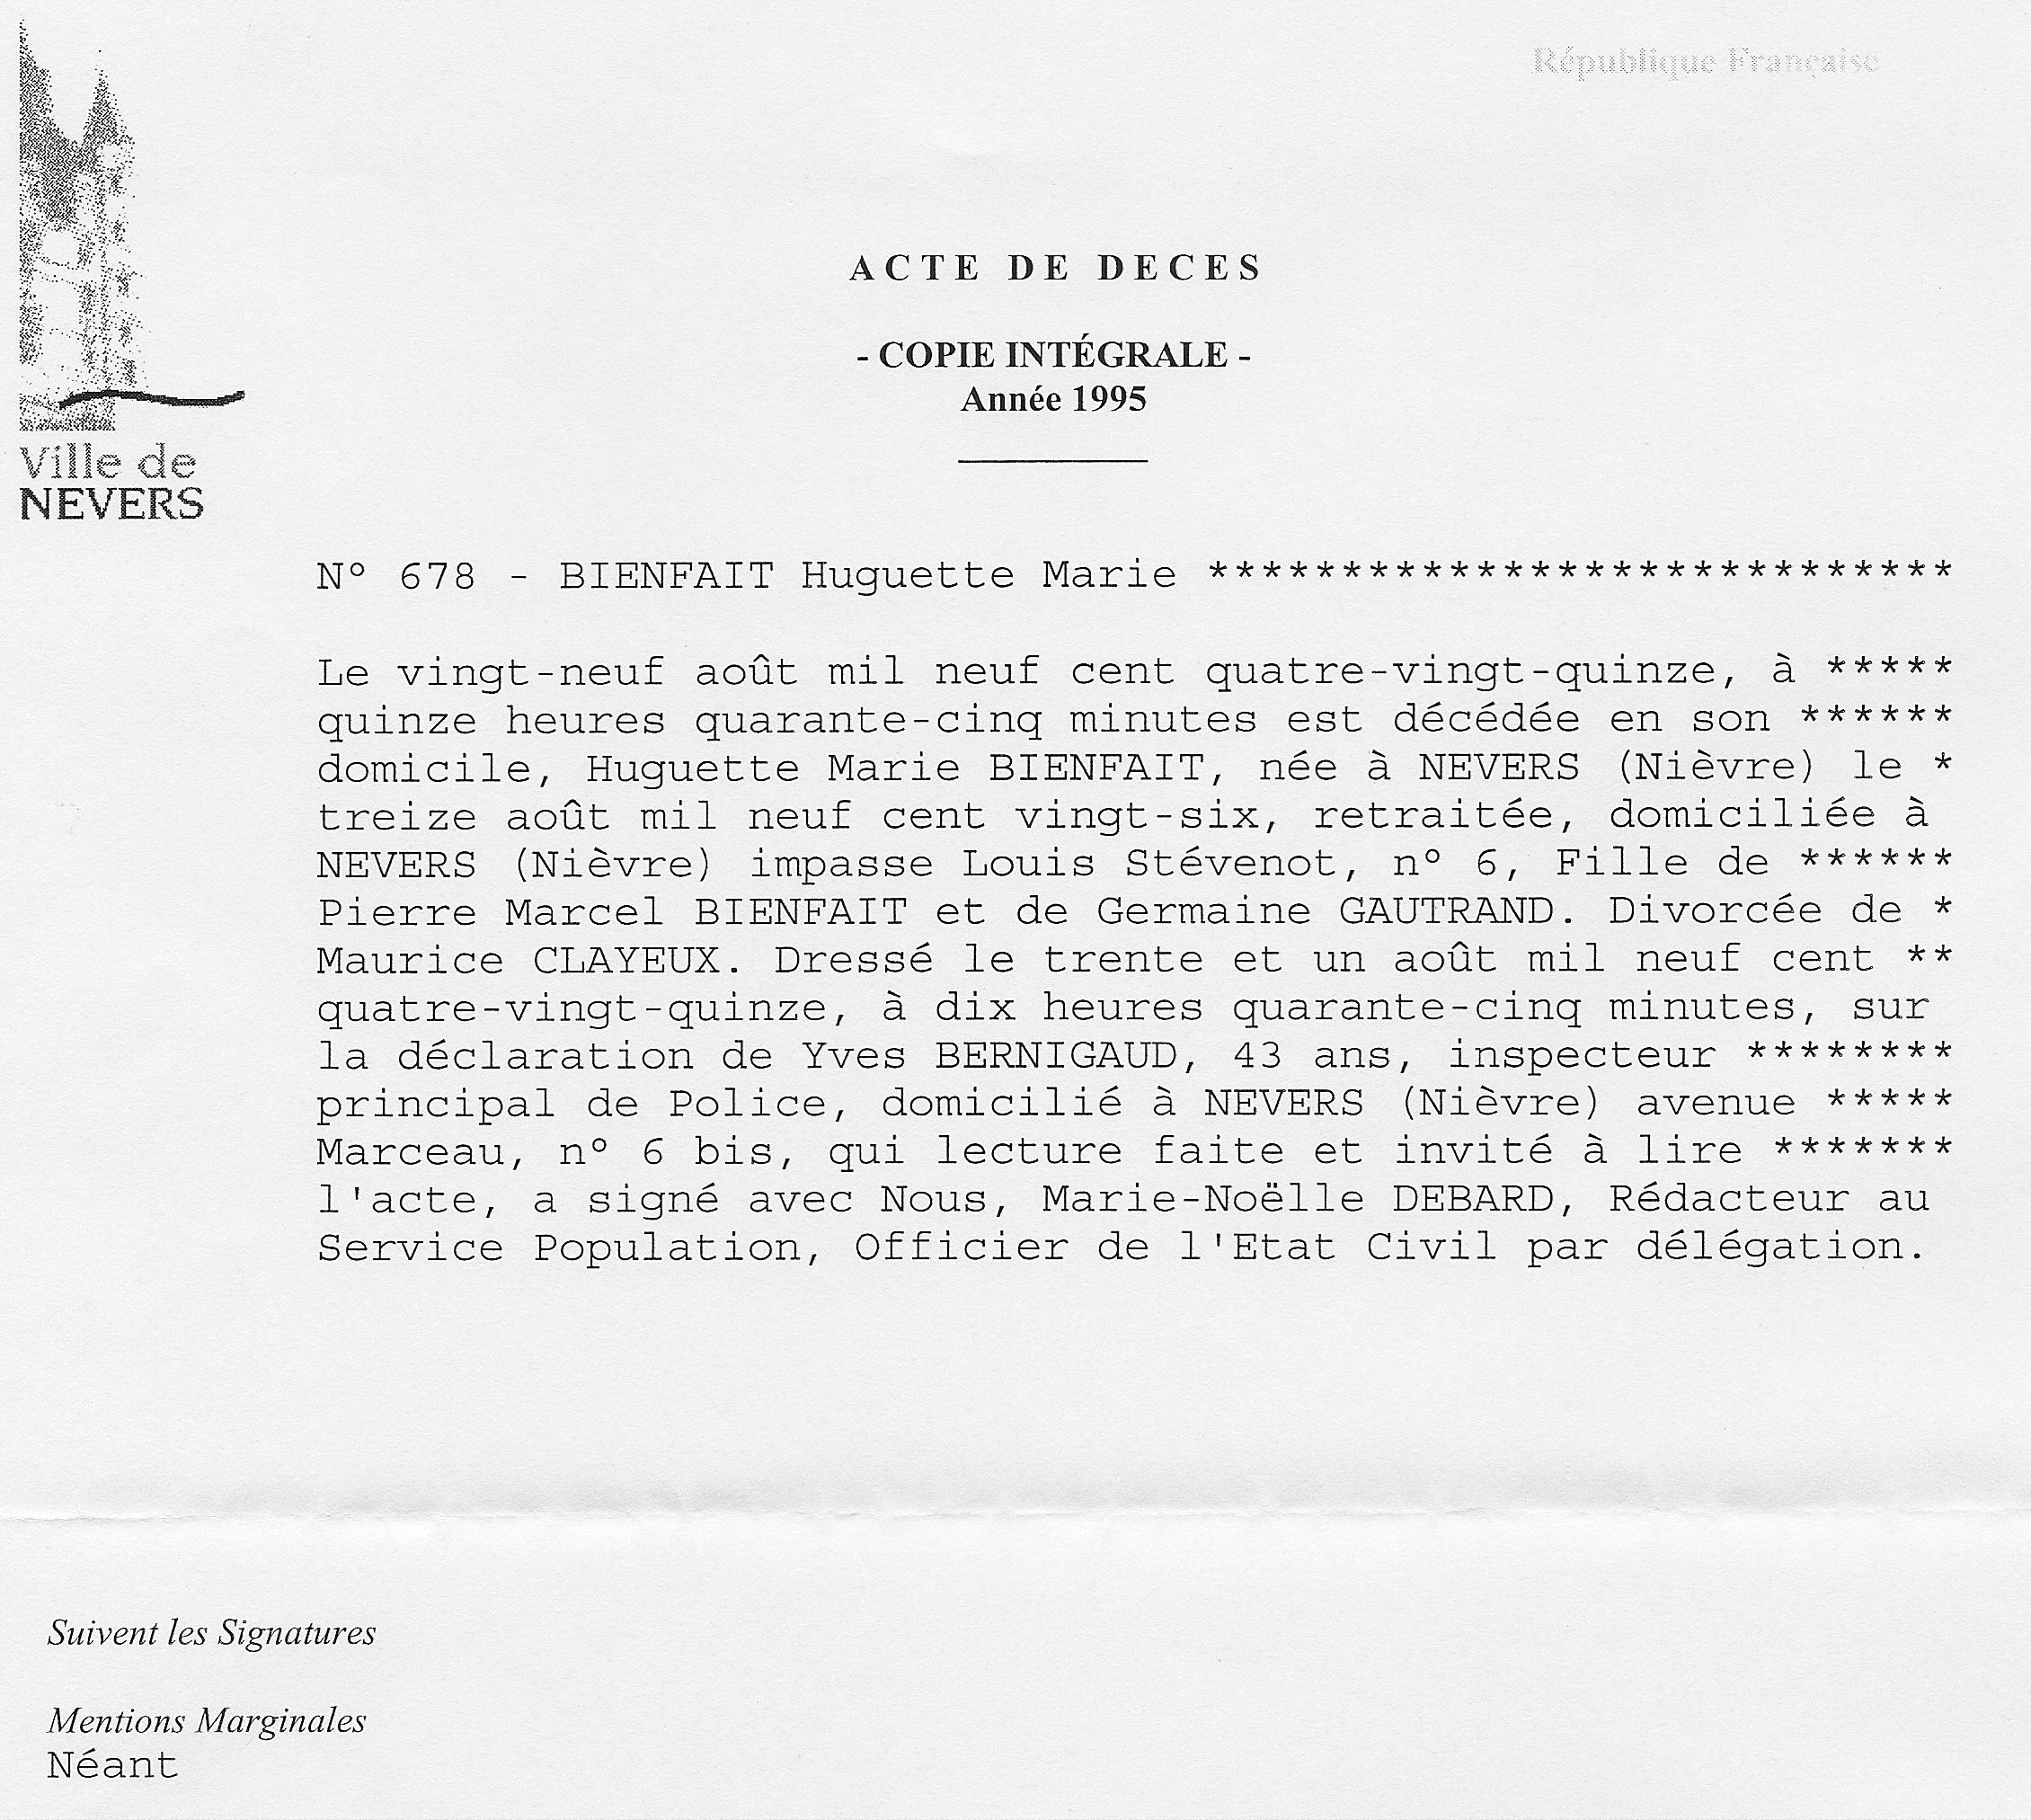 République Française
ACTE DE DECES
- COPIE INTÉGRALE -
Année 1995
Ville de
NEVERS
N° 678 - BIENFAIT Huguette Marie ****************************
Le vingt-neuf août mil neuf cent quatre-vingt-quinze, à *****
quinze heures quarante-cinq minutes est décédée en son ******
domicile, Huguette Marie BIENFAIT, née à NEVERS (Nièvre) le *
treize août mil neuf cent vingt-six, retraitée, domiciliée à
NEVERS (Nièvre) impasse Louis Stévenot, n° 6, Fille de ******
Pierre Marcel BIENFAIT et de Germaine GAUTRAND. Divorcée de *
Maurice CLAYEUX. Dressé le trente et un août mil neuf cent **
quatre-vingt-quinze, à dix heures quarante-cinq minutes, sur
la déclaration de Yves BERNIGAUD, 43 ans, inspecteur ********
principal de Police, domicilié à NEVERS (Nièvre) avenue *****
Marceau, n° 6 bis, qui lecture faite et invité à lire *******
l'acte, a signé avec Nous, Marie-Noëlle DEBARD, Rédacteur au
Service Population, Officier de l'Etat Civil par délégation.
Suivent les Signatures
Mentions Marginales
Néant